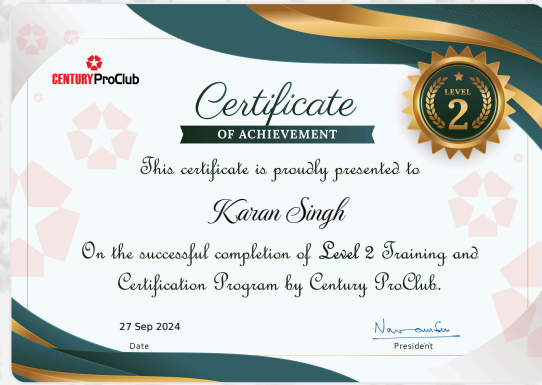 CENTURY ProClub
Certificate
OF ACHIEVEMENT
LEVEL
2
This certificate is proudly presented to
Karan Singh
On the successful completion of Level 2 Training and
Certification Program by Century ProClub.
27 Sep 2024
Date
President